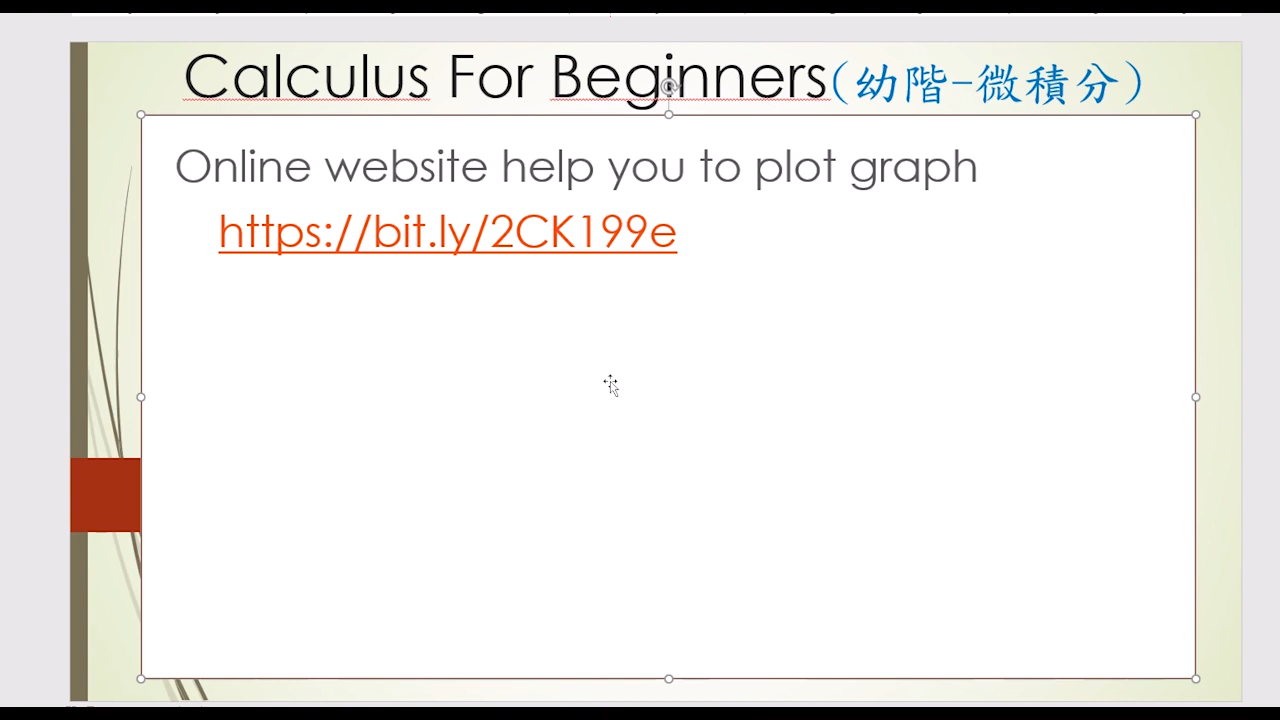 Calculus For Beginners(幼階-微積分)
Online website help you to plot graph
https://bit.ly/2CK199e